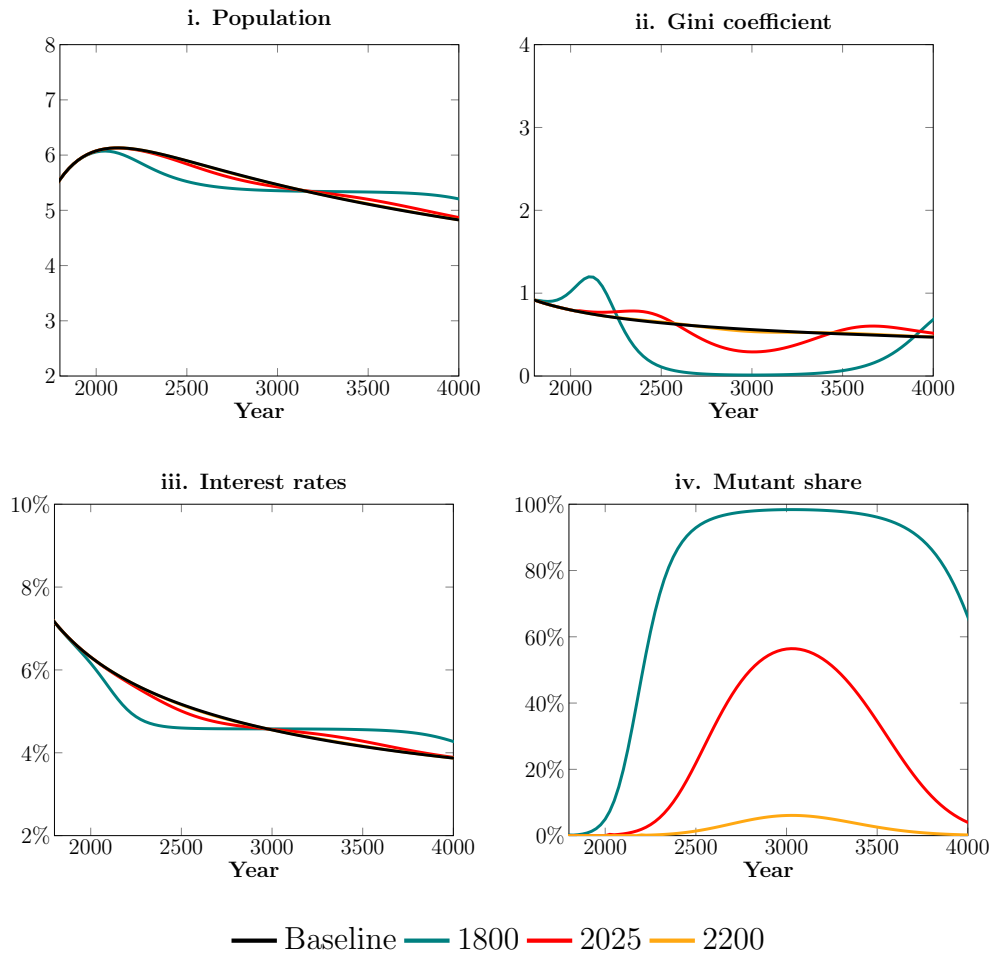 i. Population
8
7
6
5
4
3
2
2000 2500 3000 3500 4000
Year
ii. Gini coefficient
4
3
2
1
0
2000 2500 3000 3500 4000
Year
iii. Interest rates
10%
8%
6%
4%
2%
2000 2500 3000 3500 4000
Year
iv. Mutant share
100%
80%
60%
40%
20%
0%
2000 2500 3000 3500 4000
Year
Baseline 1800 2025 2200